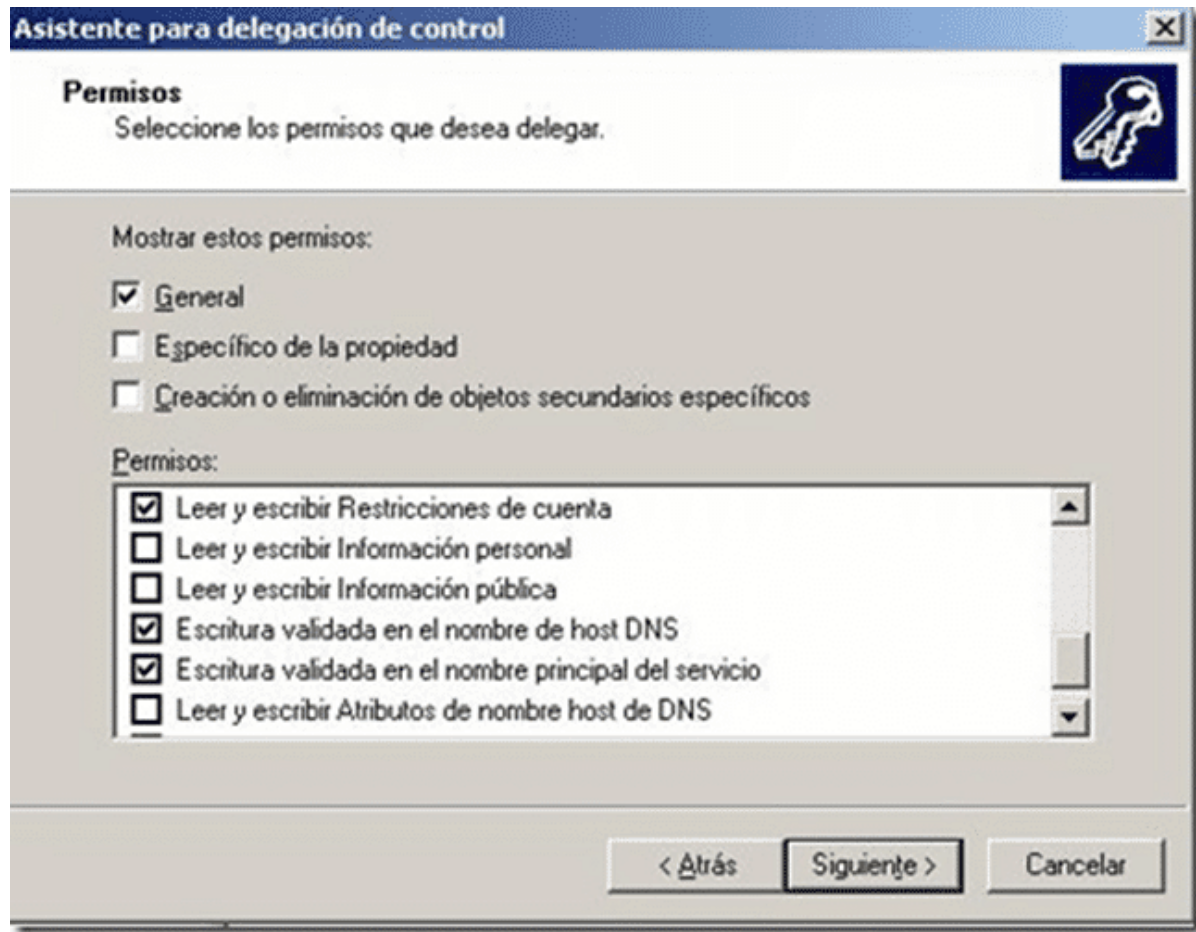 Asistente para delegación de control
Permisos
Seleccione los permisos que desea delegar.
Mostrar estos permisos:
General
Específico de la propiedad
Creación o eliminación de objetos secundarios específicos
Permisos:
Leer y escribir Restricciones de cuenta
Leer y escribir Información personal
Leer y escribir Información pública
Escritura validada en el nombre de host DNS
Escritura validada en el nombre principal del servicio
Leer y escribir Atributos de nombre host de DNS
< Atrás Siguiente > Cancelar